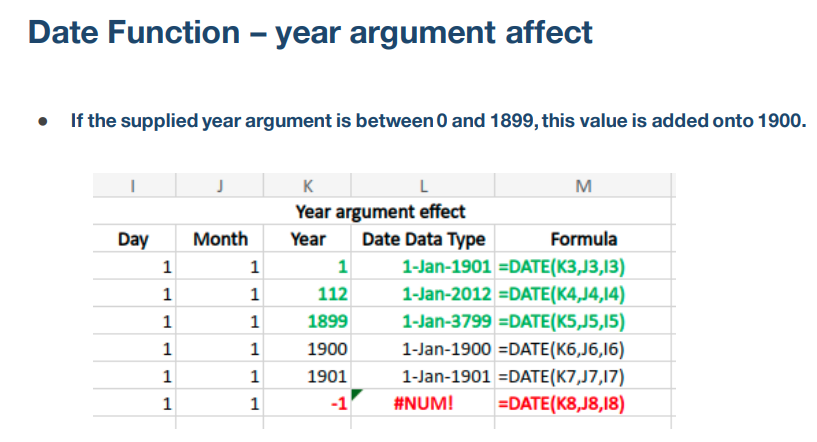 Date Function – year argument affect
● If the supplied year argument is between 0 and 1899, this value is added onto 1900.
I J K L M
Year argument effect
Day Month Year Date Data Type Formula
1 1 1 1-Jan-1901 =DATE(K3,J3,I3)
1 1 112 1-Jan-2012 =DATE(K4,J4,I4)
1 1 1899 1-Jan-3799 =DATE(K5,J5,I5)
1 1 1900 1-Jan-1900 =DATE(K6,J6,I6)
1 1 1901 1-Jan-1901 =DATE(K7,J7,I7)
1 1 -1 #NUM! =DATE(K8,J8,I8)